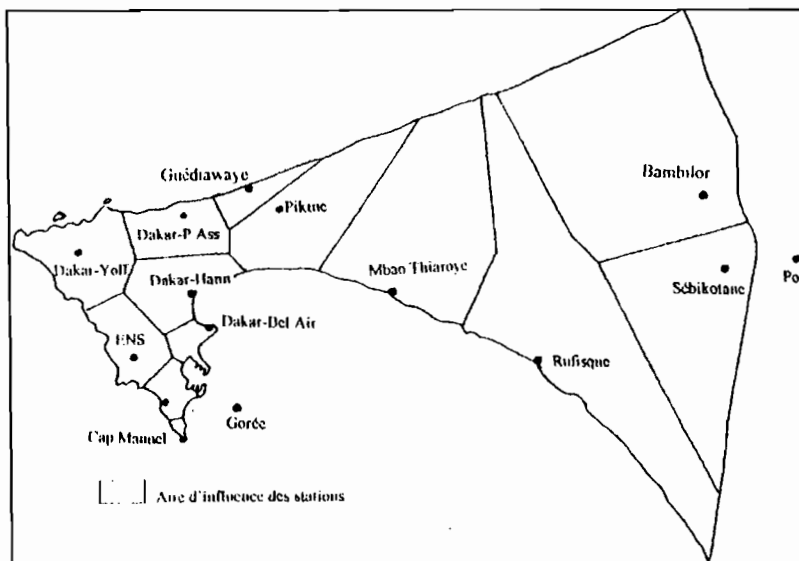 Guédiawaye
Pikine
Bambilor
Dakar-P Ass
Dakar-Yoff
Dakar-Hann
Mbao Thiaroye
Sébikotane
Po
Dakar-Bel Air
ENS
Rufisque
Gorée
Cap Manuel
Aire d'influence des stations